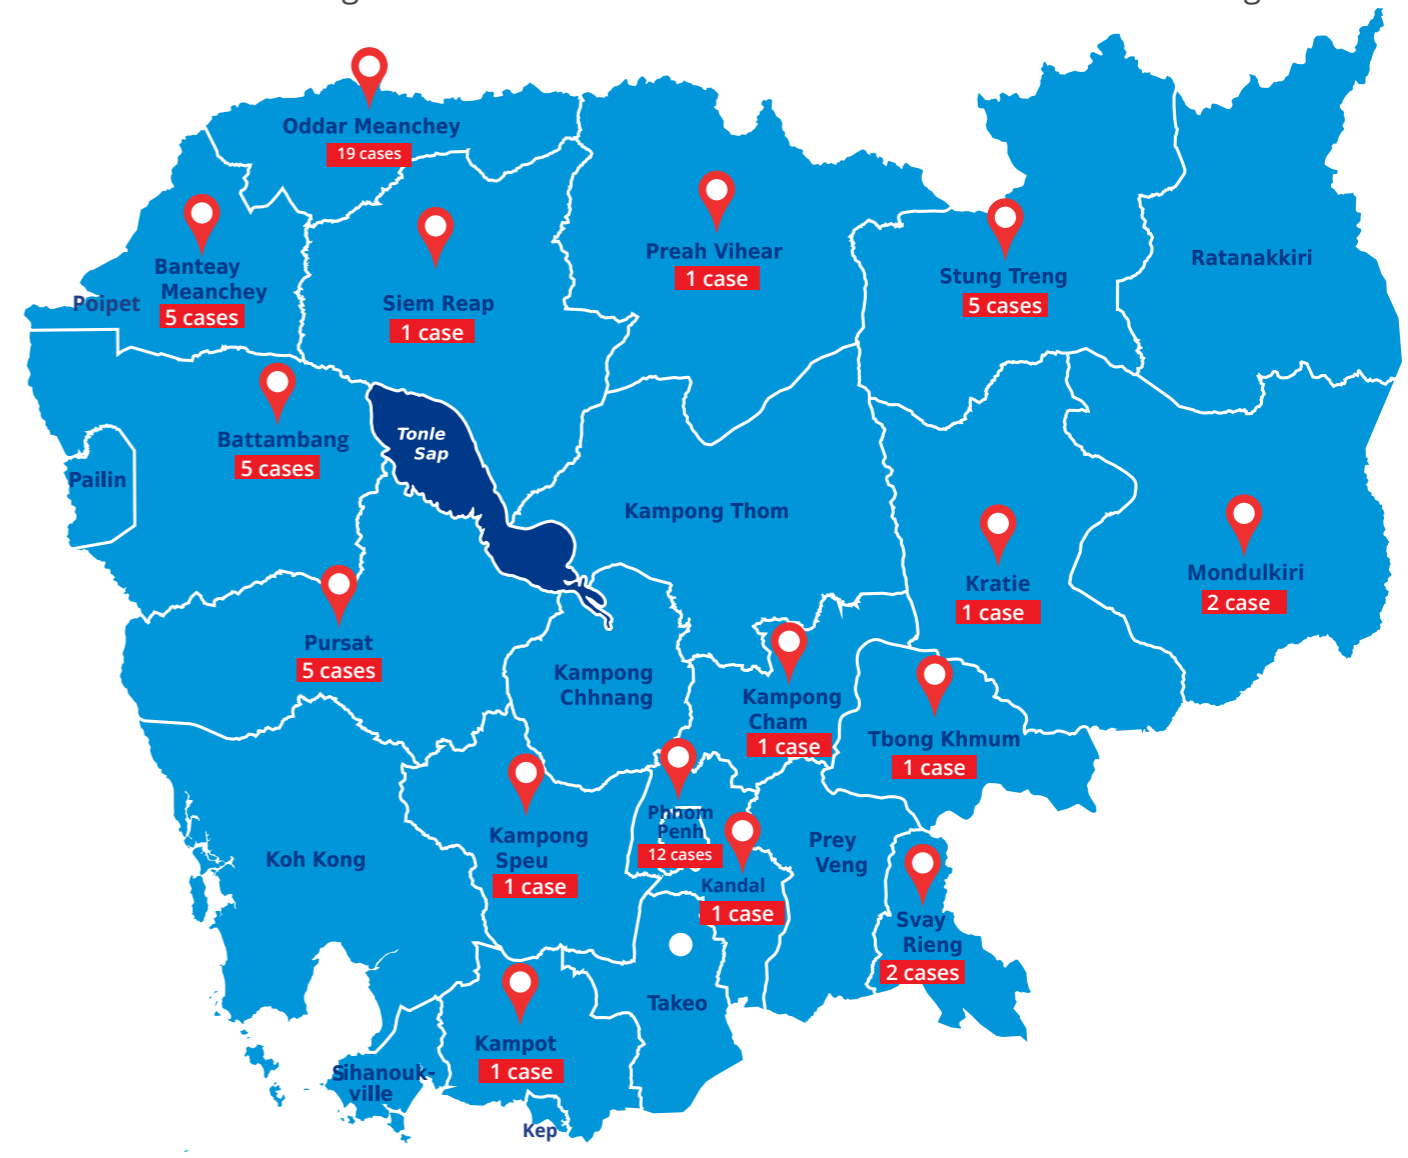 Oddar Meanchey
19 cases
Banteay
Meanchey
5 cases
Poipet
Siem Reap
1 case
Preah Vihear
1 case
Stung Treng
5 cases
Ratanakkiri
Battambang
5 cases
Tonle
Sap
Pailin
Kampong Thom
Kratie
1 case
Mondulkiri
2 case
Pursat
5 cases
Kampong
Chhnang
Kampong
Cham
1 case
Tbong Khmum
1 case
Koh Kong
Kampong
Speu
1 case
Phnom
Penh
12 cases
Kandal
1 case
Prey
Veng
Svay
Rieng
2 cases
Takeo
Kampot
1 case
Sihanouk-
ville
Kep